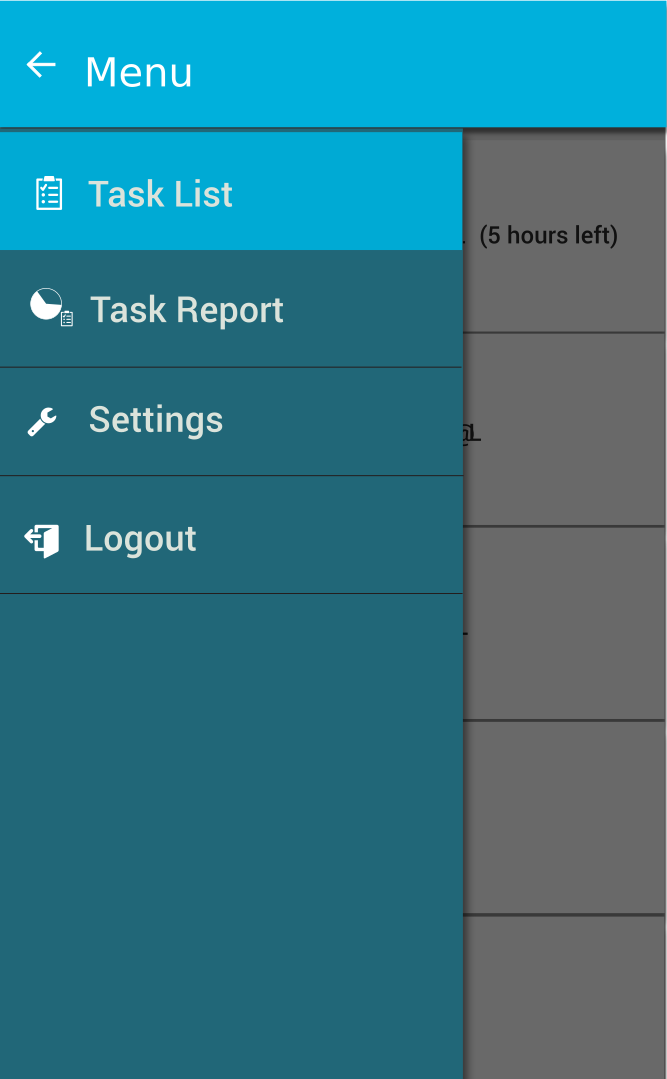 Menu
Task List
(5 hours left)
Task Report
Settings
Logout